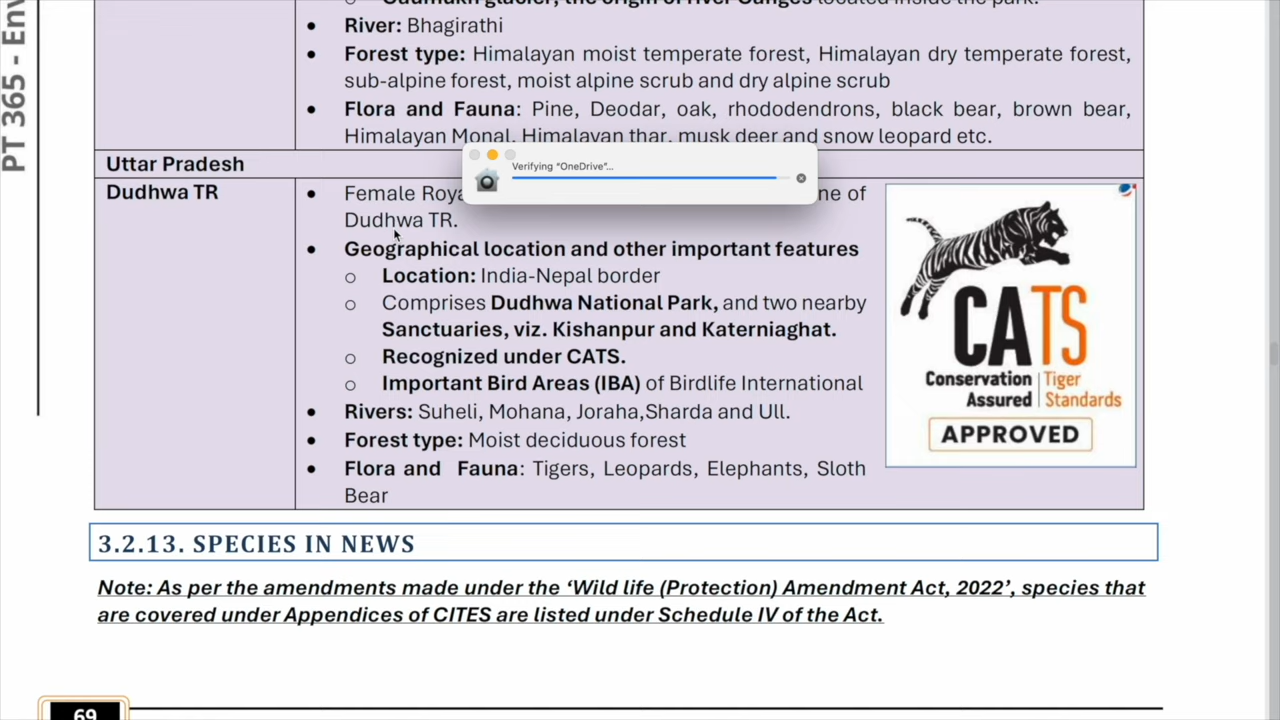 PT 365 - Env
Gaumukh glacier, the origin of river Ganges located inside the park.
River: Bhagirathi
Forest type: Himalayan moist temperate forest, Himalayan dry temperate forest,
sub-alpine forest, moist alpine scrub and dry alpine scrub
Flora and Fauna: Pine, Deodar, oak, rhododendrons, black bear, brown bear,
Himalayan Monal, Himalayan thar, musk deer and snow leopard etc.
Uttar Pradesh
Verifying “OneDrive”...
Dudhwa TR
Female Roya ne of
Dudhwa TR.
Geographical location and other important features
Location: India-Nepal border
Comprises Dudhwa National Park, and two nearby
Sanctuaries, viz. Kishanpur and Katerniaghat.
Recognized under CATS.
Important Bird Areas (IBA) of Birdlife International
Rivers: Suheli, Mohana, Joraha,Sharda and Ull.
Forest type: Moist deciduous forest
Flora and Fauna: Tigers, Leopards, Elephants, Sloth
Bear
CATS
Conservation Tiger
Assured Standards
APPROVED
3.2.13. SPECIES IN NEWS
Note: As per the amendments made under the ‘Wild life (Protection) Amendment Act, 2022’, species that
are covered under Appendices of CITES are listed under Schedule IV of the Act.
69